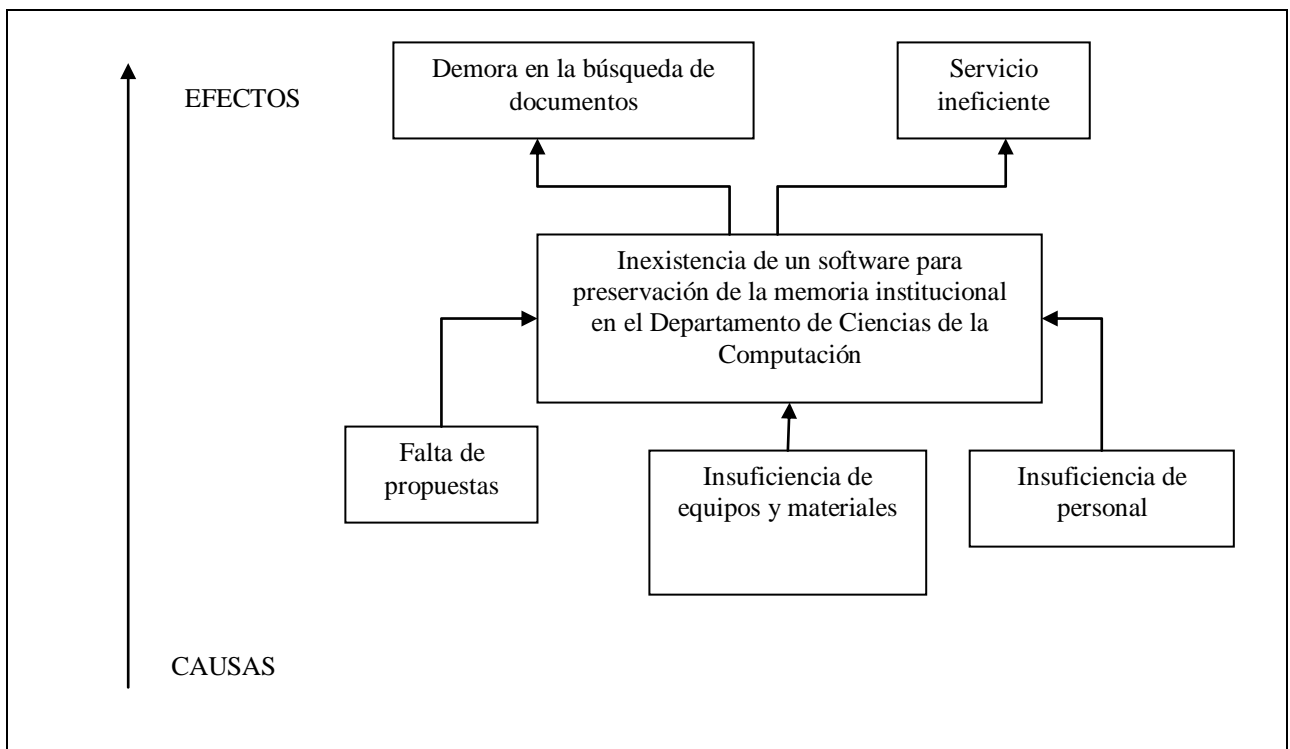 EFECTOS
Demora en la búsqueda de
documentos
Servicio
ineficiente
Inexistencia de un software para
preservación de la memoria institucional
en el Departamento de Ciencias de la
Computación
Falta de
propuestas
Insuficiencia de
equipos y materiales
Insuficiencia de
personal
CAUSAS